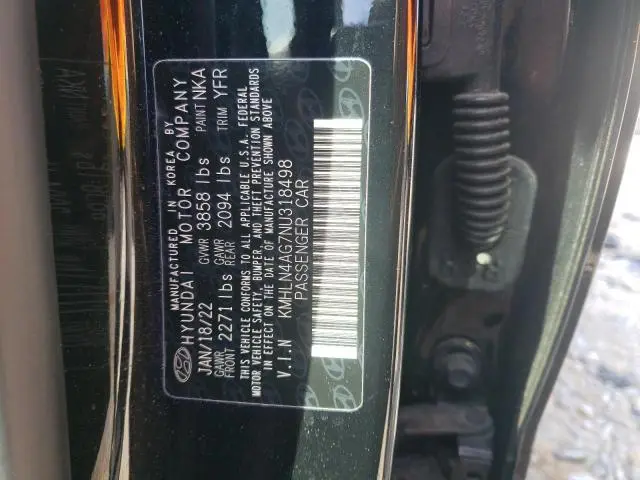 MANUFACTURED IN KOREA BY
HYUNDAI MOTOR COMPANY
JAN/18/22 GVWR 3858 lbs PAINT NKA
GAWR FRONT 2271 lbs GAWR REAR 2094 lbs TRIM YFR
THIS VEHICLE CONFORMS TO ALL APPLICABLE U.S.A. FEDERAL
MOTOR VEHICLE SAFETY, BUMPER, AND THEFT PREVENTION STANDARDS
IN EFFECT ON THE DATE OF MANUFACTURE SHOWN ABOVE
V.I.N KMHLN4AG7NU318498
PASSENGER CAR